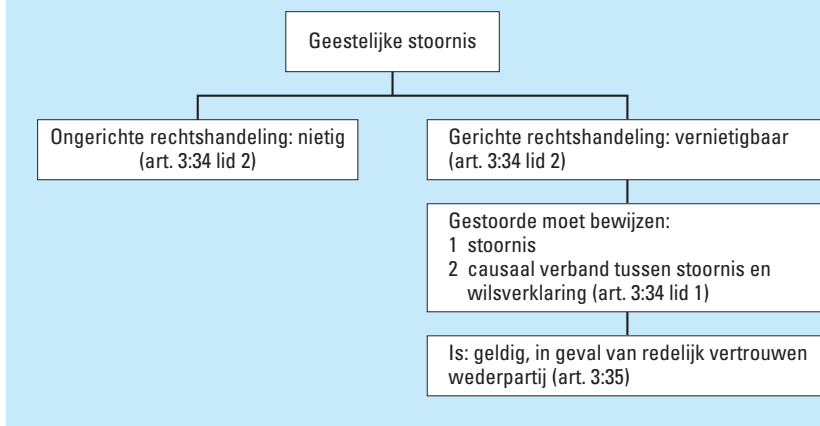 Geestelijke stoornis
Ongerichte rechtshandeling: nietig
(art. 3:34 lid 2)
Gerichte rechtshandeling: vernietigbaar
(art. 3:34 lid 2)
Gestoorde moet bewijzen:
1 stoornis
2 causaal verband tussen stoornis en
wilsverklaring (art. 3:34 lid 1)
Is: geldig, in geval van redelijk vertrouwen
wederpartij (art. 3:35)